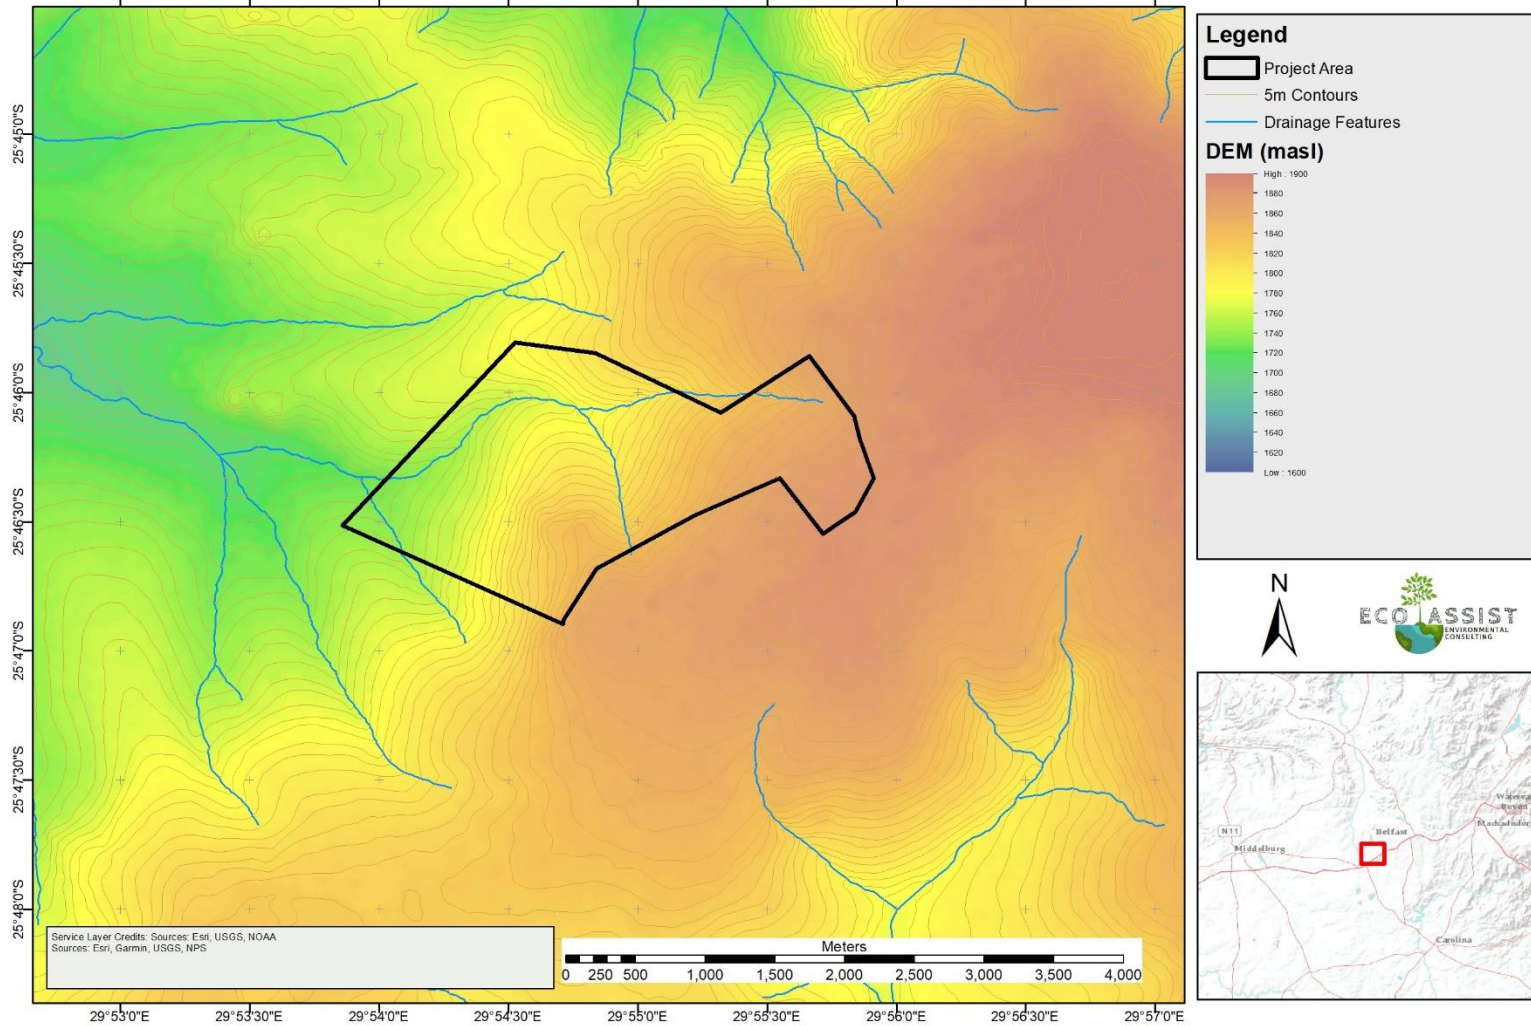 25°45'0"S
25°45'30"S
25°46'0"S
25°46'30"S
25°47'0"S
25°47'30"S
25°48'0"S
Service Layer Credits: Sources: Esri, USGS, NOAA
Sources: Esri, Garmin, USGS, NPS
Meters
0 250 500 1,000 1,500 2,000 2,500 3,000 3,500 4,000
29°53'0"E 29°53'30"E 29°54'0"E 29°54'30"E 29°55'0"E 29°55'30"E 29°56'0"E 29°56'30"E 29°57'0"E
Legend
Project Area
5m Contours
Drainage Features
DEM (masl)
High : 1900
1880
1860
1840
1820
1800
1780
1760
1740
1720
1700
1680
1660
1640
1620
Low : 1600
N
ECO ASSIST
ENVIRONMENTAL
CONSULTING
N11
Middelburg
Belfast
Carolina